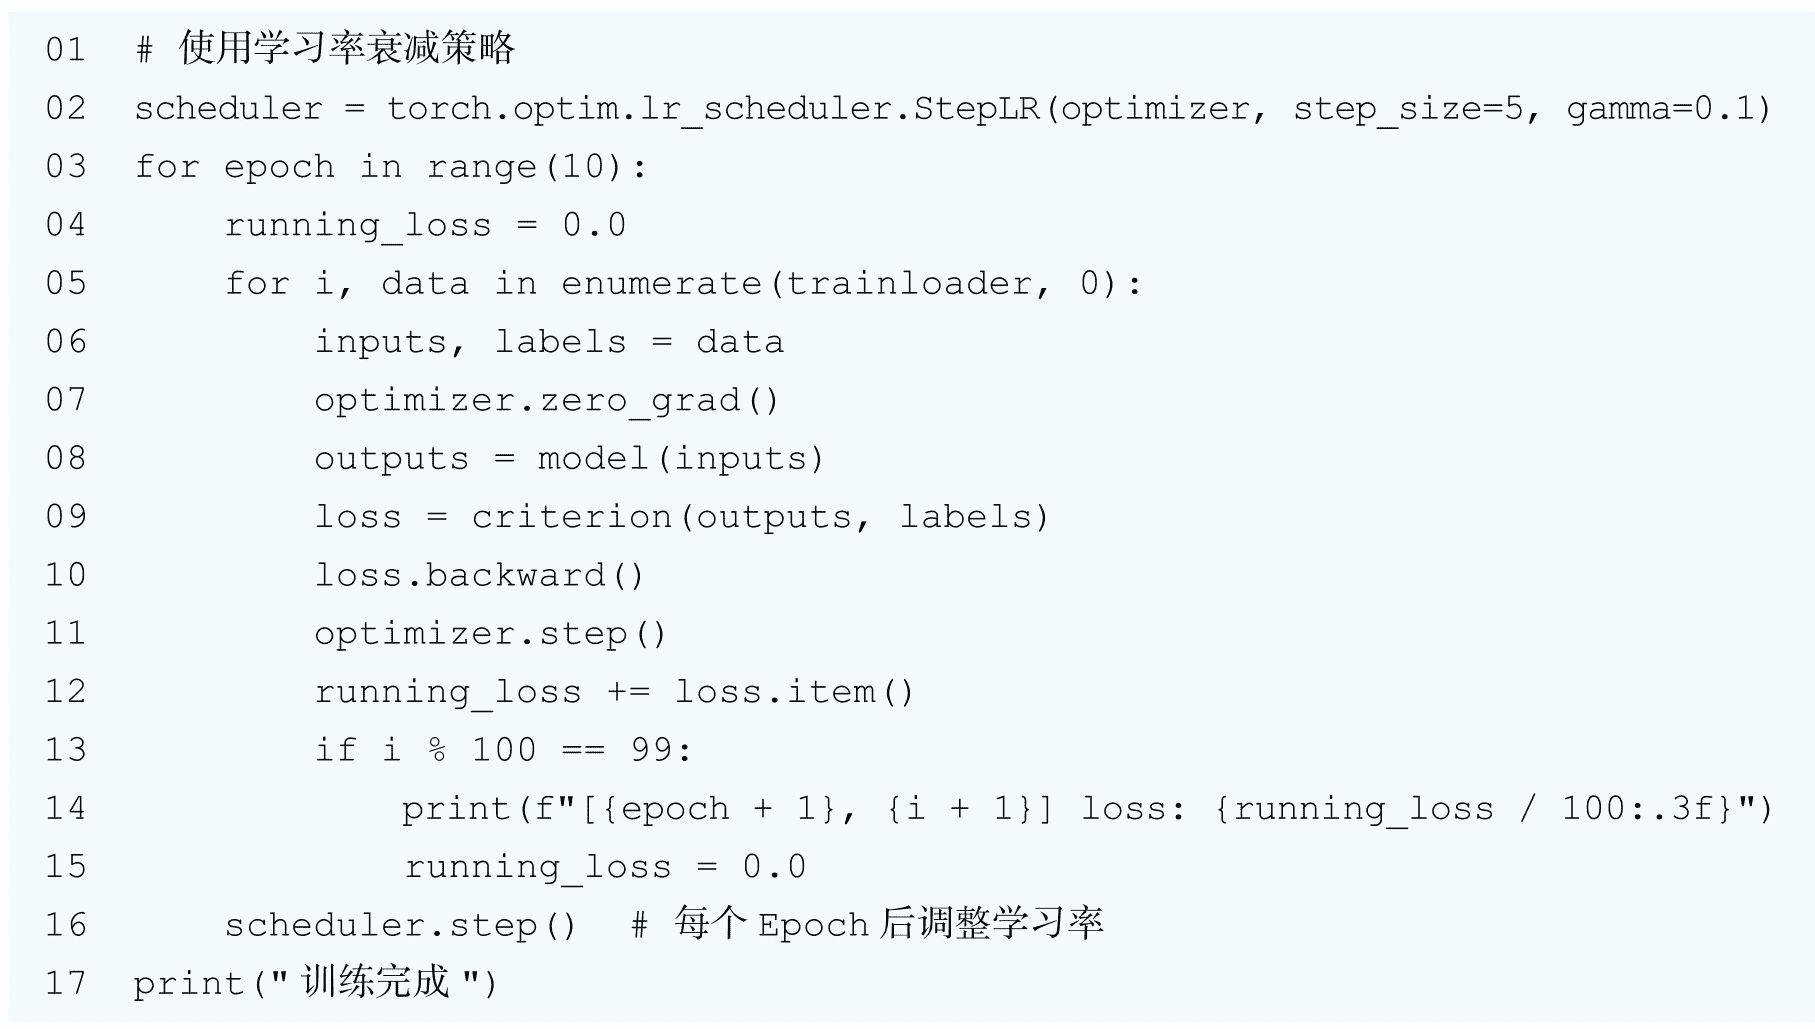 01 # 使用学习率衰减策略
02 scheduler = torch.optim.lr_scheduler.StepLR(optimizer, step_size=5, gamma=0.1)
03 for epoch in range(10):
04     running_loss = 0.0
05     for i, data in enumerate(trainloader, 0):
06         inputs, labels = data
07         optimizer.zero_grad()
08         outputs = model(inputs)
09         loss = criterion(outputs, labels)
10         loss.backward()
11         optimizer.step()
12         running_loss += loss.item()
13         if i % 100 == 99:
14             print(f"[{epoch + 1}, {i + 1}] loss: {running_loss / 100:.3f}")
15             running_loss = 0.0
16     scheduler.step()  # 每个 Epoch 后调整学习率
17 print(" 训练完成 ")